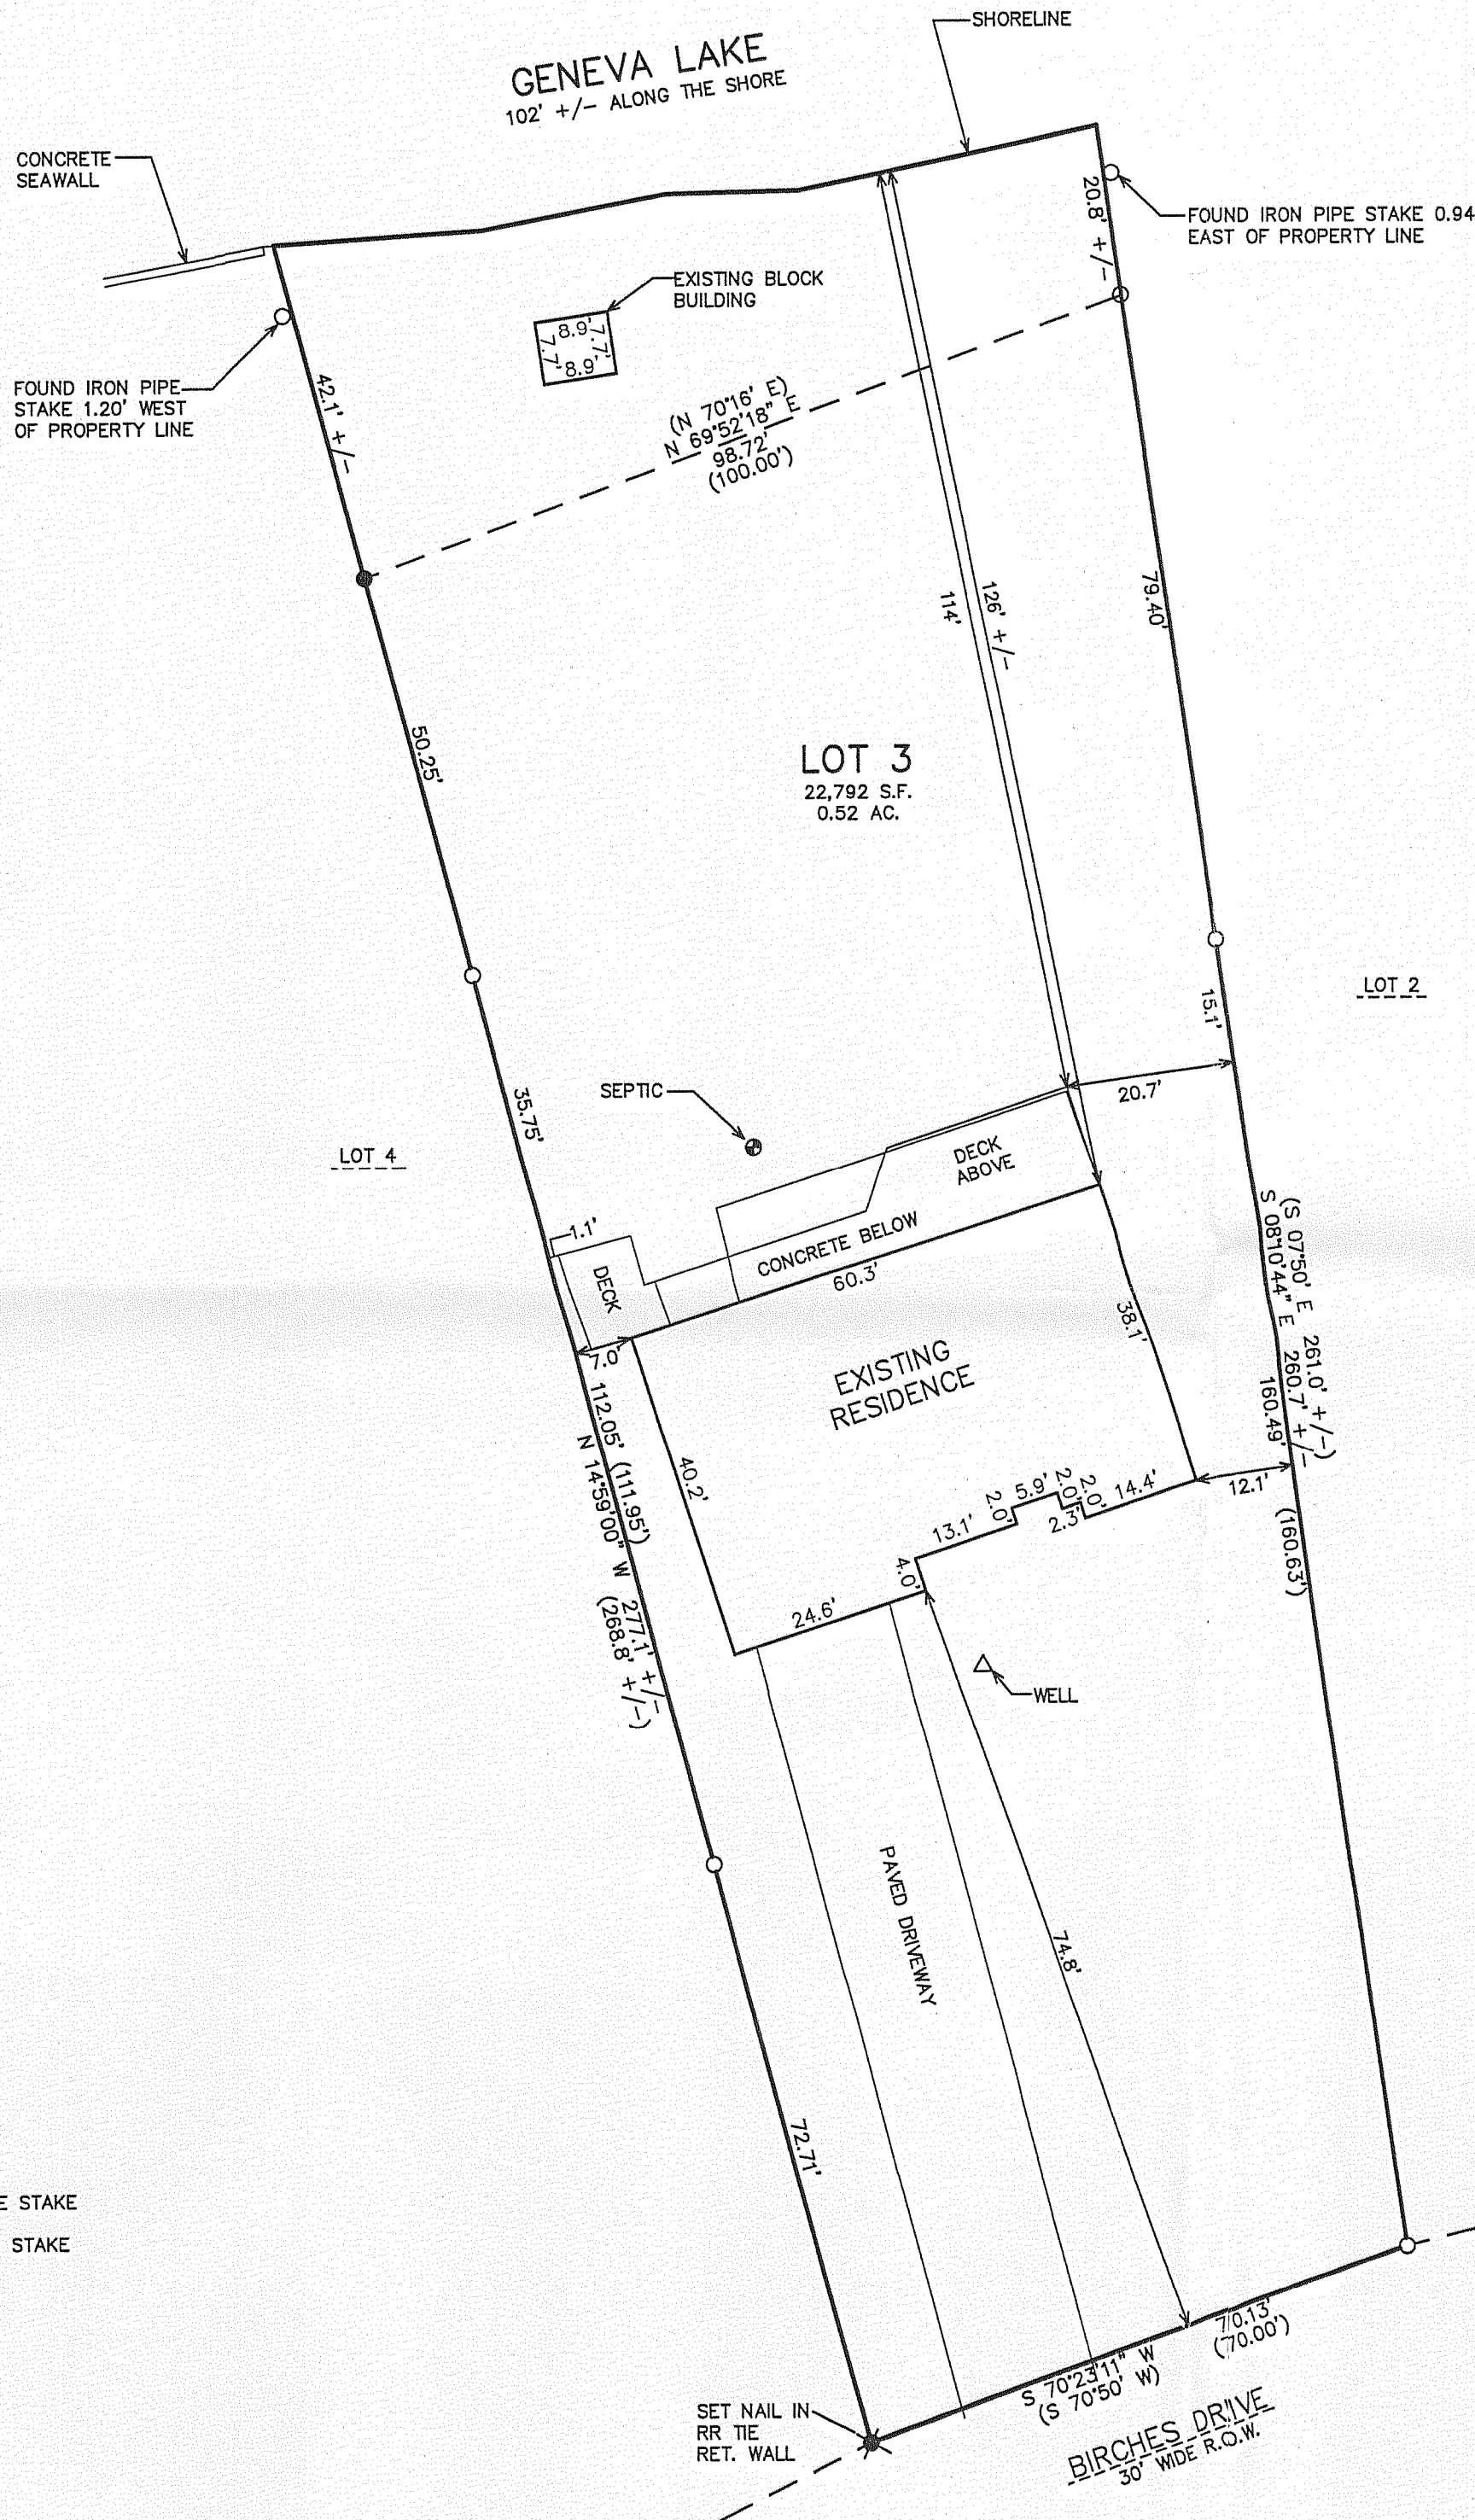 SHORELINE
GENEVA LAKE
102' +/- ALONG THE SHORE
CONCRETE
SEAWALL
20.8' +/-
FOUND IRON PIPE STAKE 0.94
EAST OF PROPERTY LINE
EXISTING BLOCK
BUILDING
8.9'
7.7'
7.7'
8.9'
FOUND IRON PIPE
STAKE 1.20' WEST
OF PROPERTY LINE
42.1' +/-
(N 70°16' E)
N 69°52'18" E
98.72'
(100.00')
114'
126' +/-
79.40'
50.25'
LOT 3
22,792 S.F.
0.52 AC.
LOT 2
15.1'
SEPTIC
20.7'
35.75'
LOT 4
DECK
ABOVE
1.1'
DECK
CONCRETE BELOW
60.3'
(S 07°50' E 261.0' +/-)
S 08°10'44" E 260.7' +/-
160.49'
(160.63')
38.1'
7.0'
EXISTING
RESIDENCE
112.05' (111.95')
N 14°59'00" W 277.1' +/-
(268.8' +/-)
40.2'
12.1'
14.4'
2.0'
2.0'
2.3'
5.9'
2.0'
13.1'
4.0'
24.6'
WELL
PAVED DRIVEWAY
74.8'
72.71'
E STAKE
STAKE
70.13'
(70.00')
S 70°23'11" W
(S 70°50' W)
SET NAIL IN
RR TIE
RET. WALL
BIRCHES DRIVE
30' WIDE R.O.W.